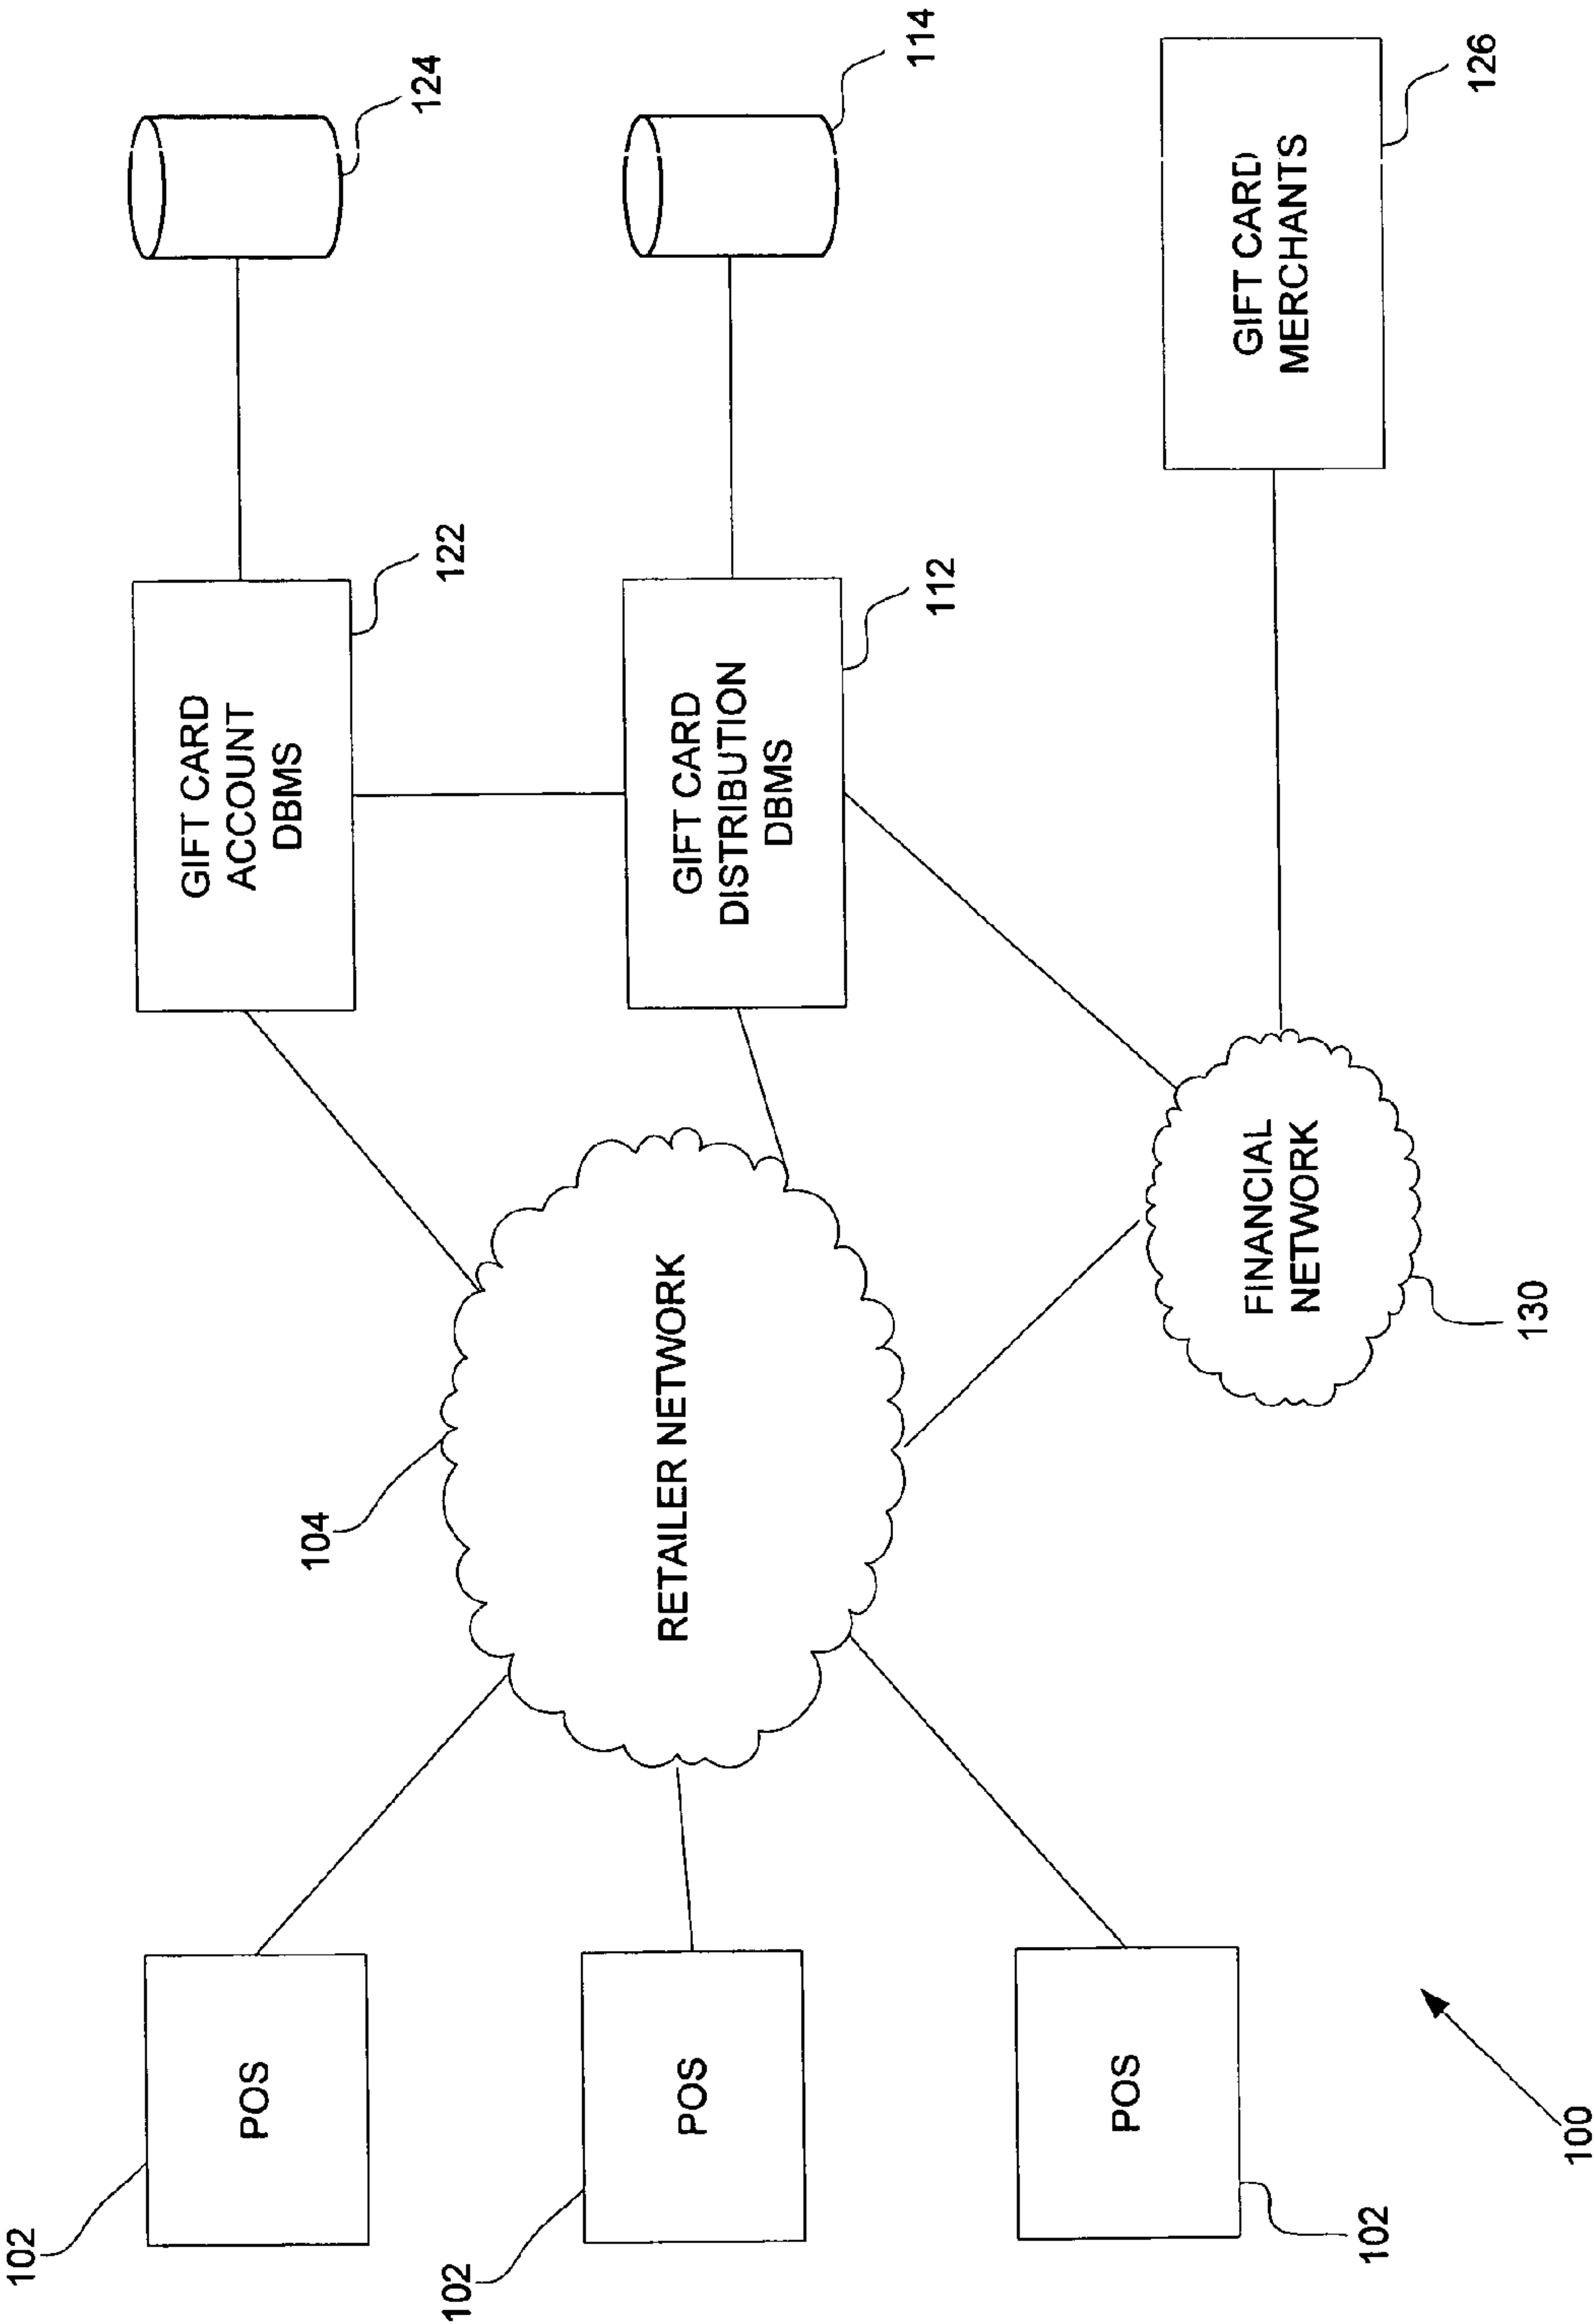 124
114
126
GIFT CARD
ACCOUNT
DBMS
122
GIFT CARD
DISTRIBUTION
DBMS
112
GIFT CARD
MERCHANTS
104
RETAILER NETWORK
FINANCIAL
NETWORK
130
POS
102
POS
102
POS
102
100